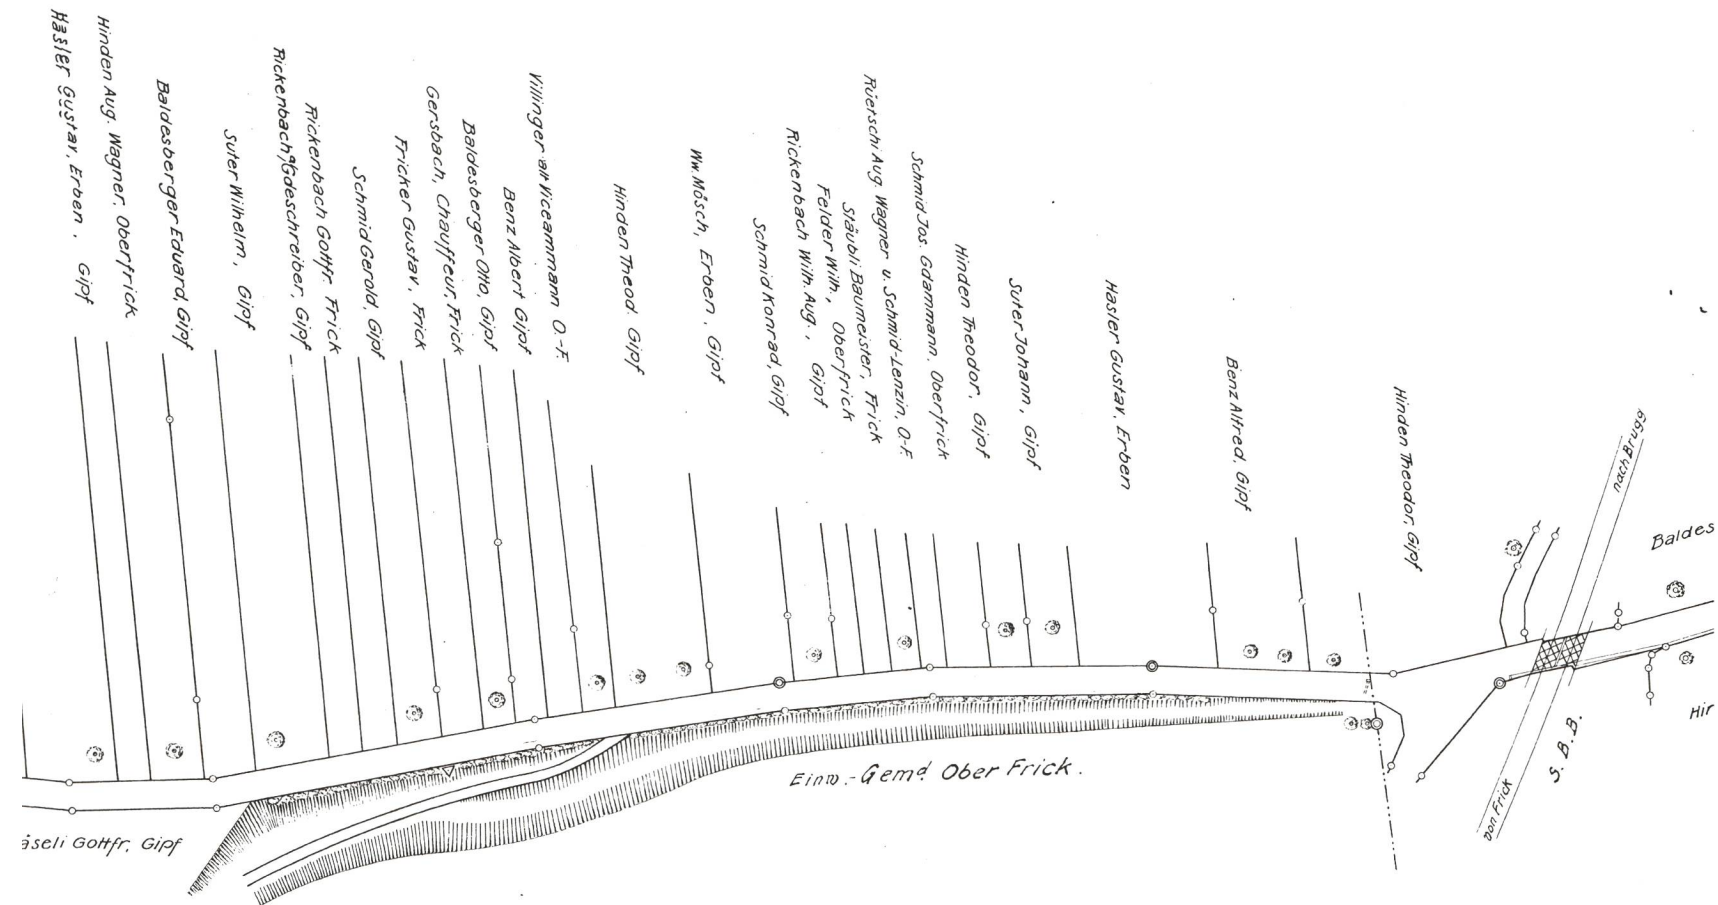 Häsler Gustav, Erben, Gipf
Hinden Aug. Wagner, Oberfrick
Baldesberger Eduard, Gipf
Suter Wilhelm, Gipf
Rickenbach, Gdeschreiber, Gipf
Rickenbach Gottfr. Frick
Schmid Gerold, Gipf
Fricker Gustav, Frick
Gersbach, Chauffeur, Frick
Baldesberger Otto, Gipf
Benz Albert Gipf
Villinger alt Viceammann O.-F.
Hinden Theod. Gipf
Ww. Mösch, Erben, Gipf
Schmid Konrad, Gipf
Rickenbach Wilh. Aug., Gipf
Felder Wilh., Oberfrick
Stäubli Baumeister, Frick
Rüerschi Aug. Wagner u. Schmid-Lenzin, O-F.
Schmid Jos. Gdammann, Oberfrick
Hinden Theodor, Gipf
Suter Johann, Gipf
Hasler Gustav, Erben
Benz Alfred, Gipf
Hinden Theodor, Gipf
nach Brugg
Baldes
Hir
S. B. B.
von Frick
Einw.-Gemd Ober Frick.
äseli Gottfr, Gipf